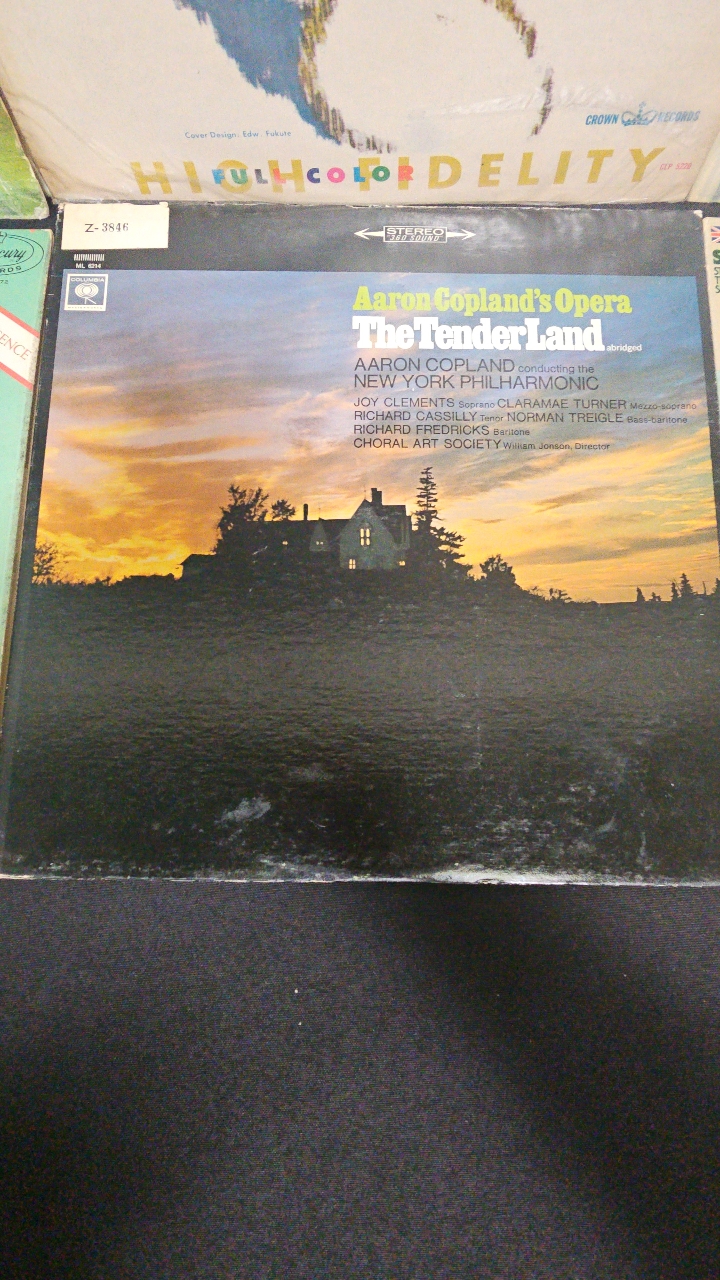 CROWN RECORDS
Cover Design: Edw. Fukute
HIGH FIDELITY
FULL COLOR
Z-3846
STEREO
360 SOUND
ML 6214
COLUMBIA
Aaron Copland's Opera
The Tender Land abridged
AARON COPLAND conducting the
NEW YORK PHILHARMONIC
JOY CLEMENTS Soprano CLARAMAE TURNER Mezzo-soprano
RICHARD CASSILLY Tenor NORMAN TREIGLE Bass-baritone
RICHARD FREDRICKS Baritone
CHORAL ART SOCIETY William Jonson, Director